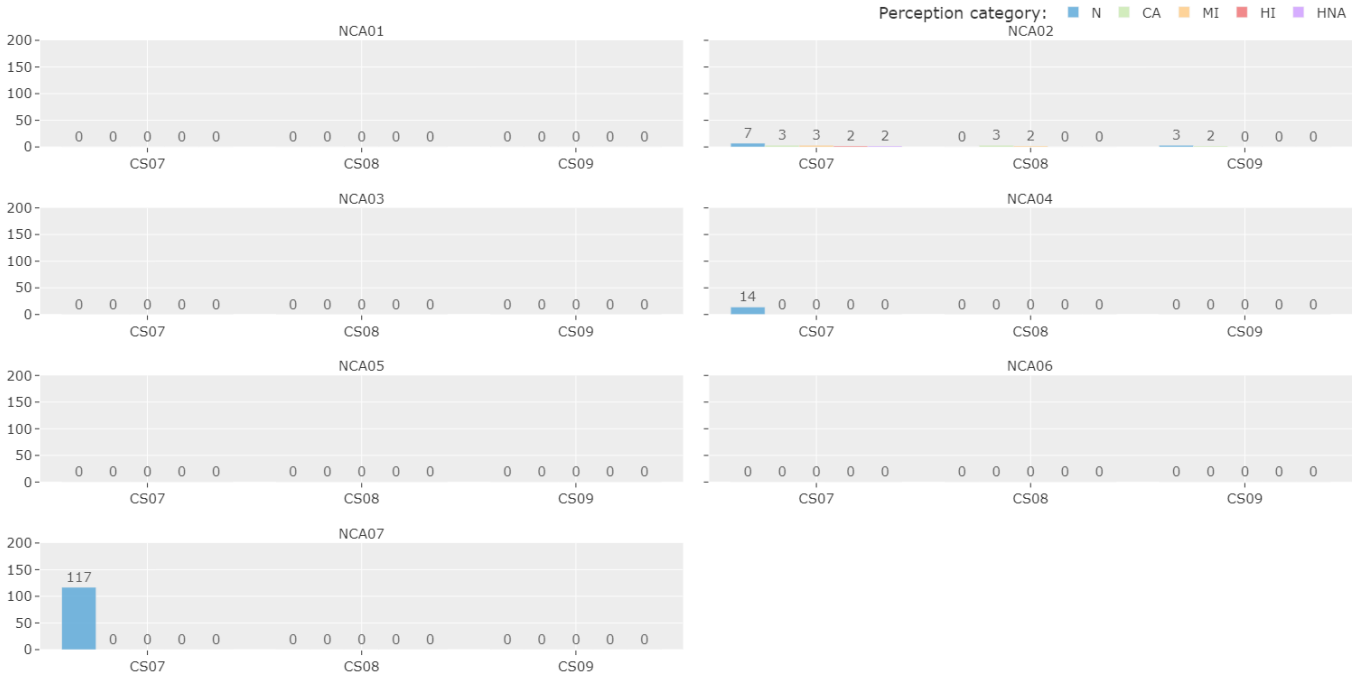 Perception category: N CA MI HI HNA
NCA01 NCA02
200
150
100
50 7 3 3 2 2 0 3 2 0 0 3 2 0 0 0
0 0 0 0 0 0 0 0 0 0 0 0 0 0 0
0
CS07 CS08 CS09 CS07 CS08 CS09
NCA03 NCA04
200
150
100
50 14
0 0 0 0 0 0 0 0 0 0 0 0 0 0 0 0 0 0 0 0 0 0 0 0 0 0 0 0 0
0
CS07 CS08 CS09 CS07 CS08 CS09
NCA05 NCA06
200
150
100
50
0 0 0 0 0 0 0 0 0 0 0 0 0 0 0 0 0 0 0 0 0 0 0 0 0 0 0 0 0 0
0
CS07 CS08 CS09 CS07 CS08 CS09
NCA07
200
150
117
100
50
0 0 0 0 0 0 0 0 0 0 0 0 0 0
0
CS07 CS08 CS09